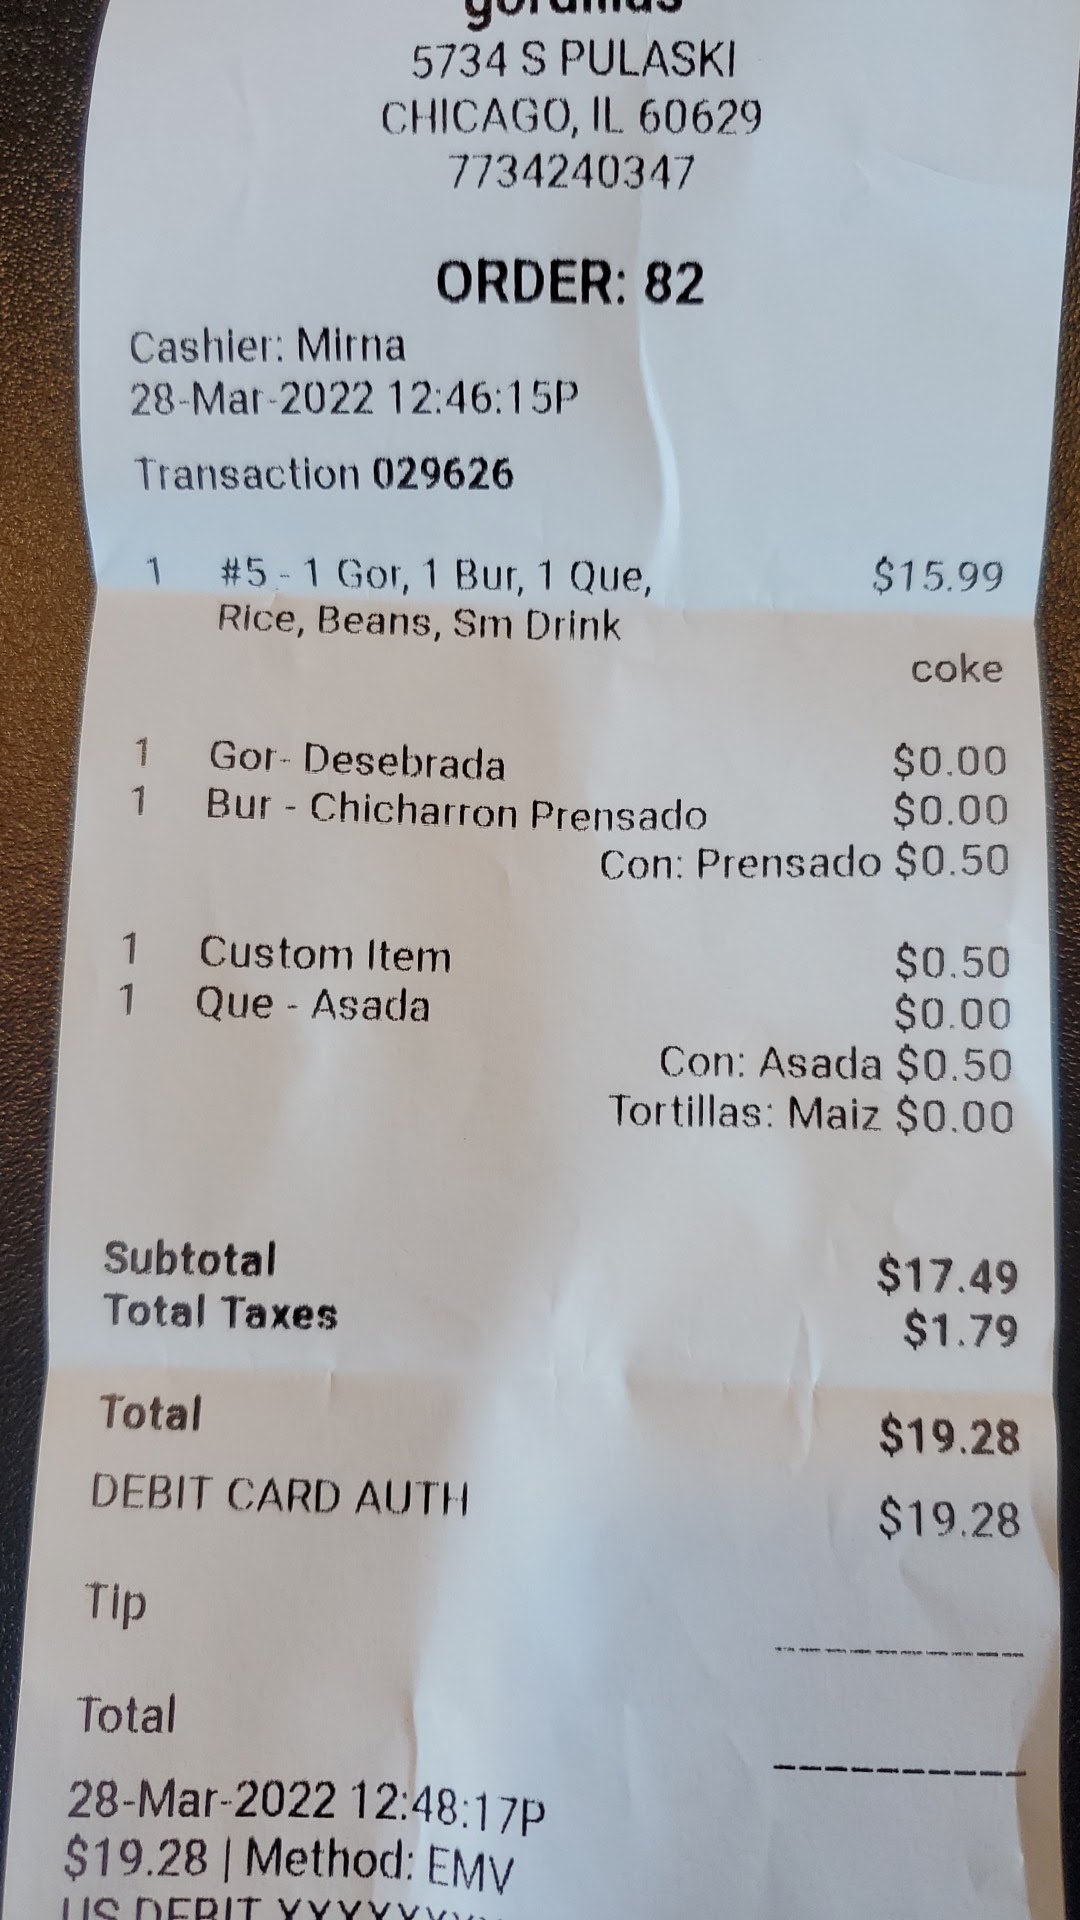 gorditas
5734 S PULASKI
CHICAGO, IL 60629
7734240347
ORDER: 82
Cashier: Mirna
28-Mar-2022 12:46:15P
Transaction 029626
1 #5 - 1 Gor, 1 Bur, 1 Que, $15.99
Rice, Beans, Sm Drink
coke
1 Gor- Desebrada $0.00
1 Bur - Chicharron Prensado $0.00
Con: Prensado $0.50
1 Custom Item $0.50
1 Que - Asada $0.00
Con: Asada $0.50
Tortillas: Maiz $0.00
Subtotal $17.49
Total Taxes $1.79
Total $19.28
DEBIT CARD AUTH $19.28
Tip
Total
28-Mar-2022 12:48:17P
$19.28 | Method: EMV
US DEBIT